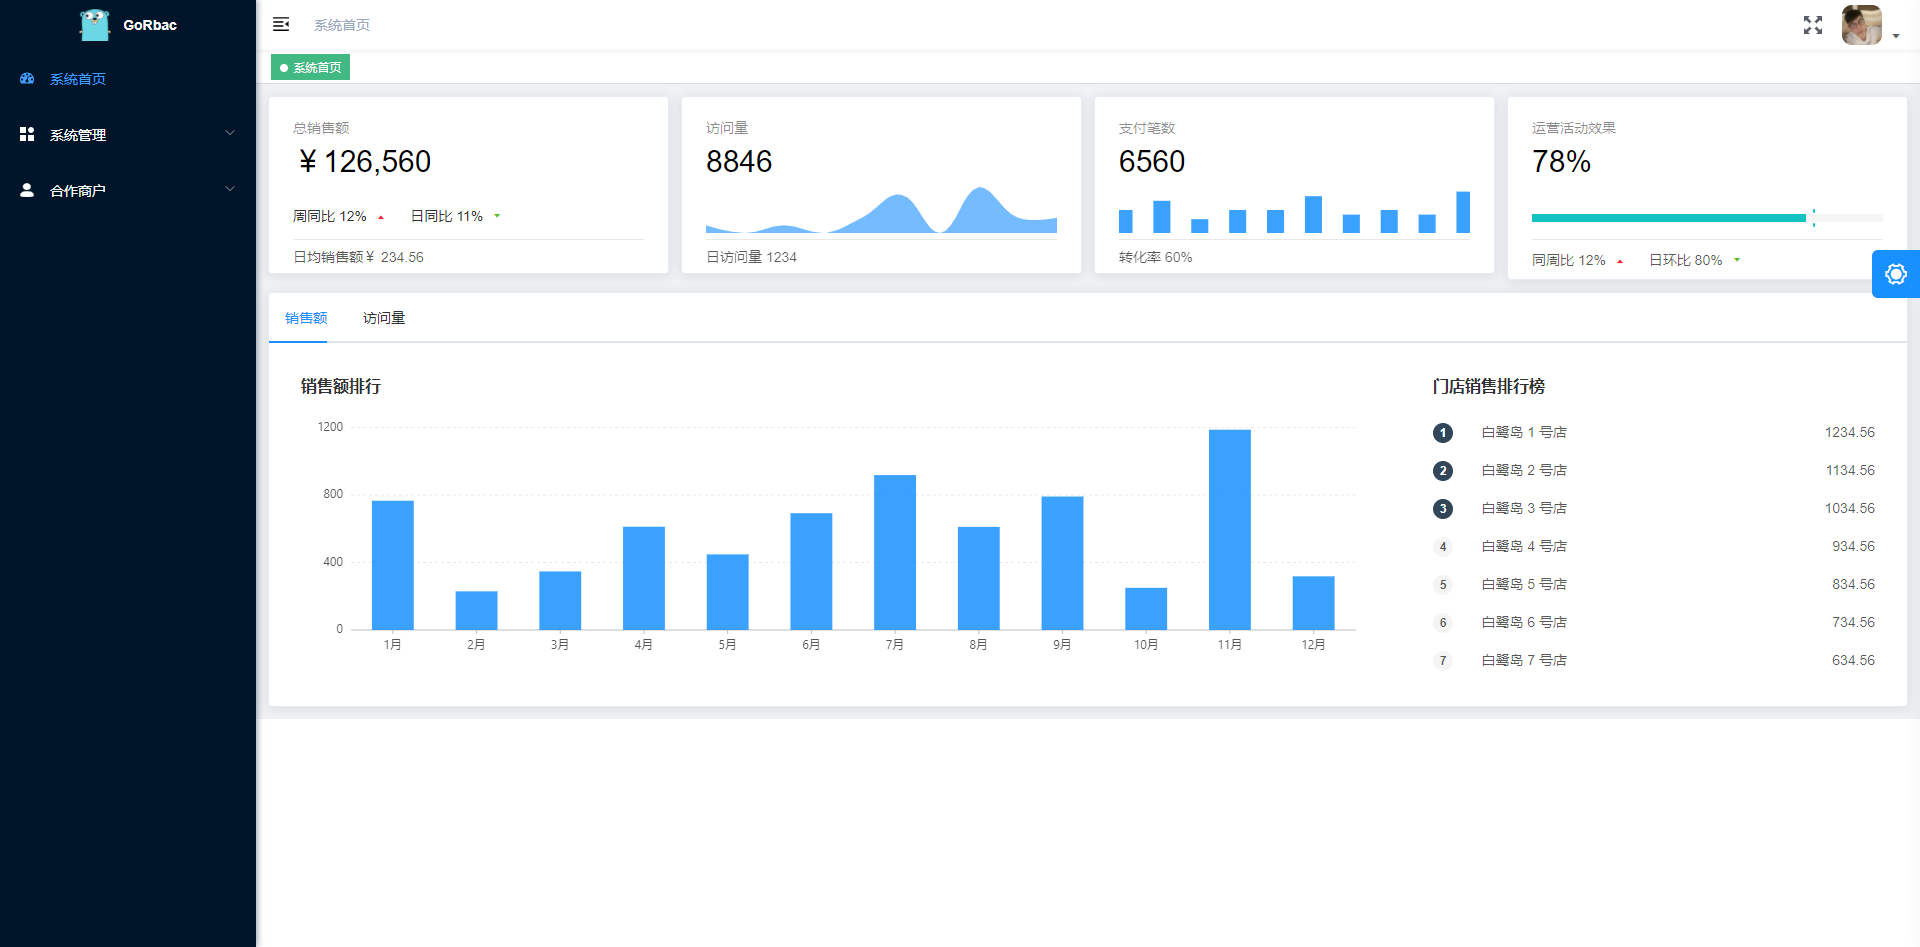 GoRbac
系统首页
系统管理
合作商户
系统首页
系统首页
总销售额
￥126,560
周同比 12%
日同比 11%
日均销售额￥ 234.56
访问量
8846
日访问量 1234
支付笔数
6560
转化率 60%
运营活动效果
78%
同周比 12%
日环比 80%
销售额
访问量
销售额排行
1200
800
400
0
1月
2月
3月
4月
5月
6月
7月
8月
9月
10月
11月
12月
门店销售排行榜
1 白鹭岛 1 号店 1234.56
2 白鹭岛 2 号店 1134.56
3 白鹭岛 3 号店 1034.56
4 白鹭岛 4 号店 934.56
5 白鹭岛 5 号店 834.56
6 白鹭岛 6 号店 734.56
7 白鹭岛 7 号店 634.56